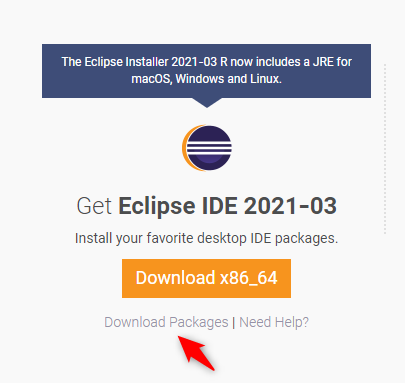 The Eclipse Installer 2021-03 R now includes a JRE for
macOS, Windows and Linux.
Get Eclipse IDE 2021-03
Install your favorite desktop IDE packages.
Download x86_64
Download Packages | Need Help?